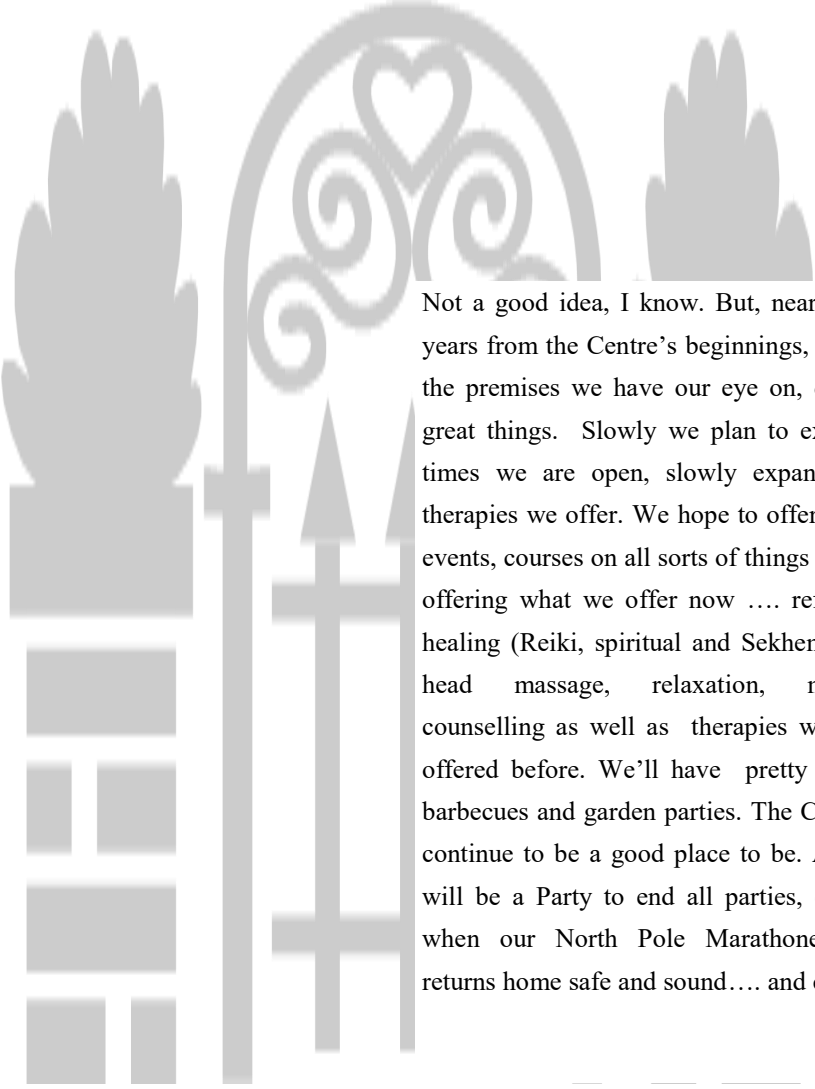 Not a good idea, I know. But, near
years from the Centre’s beginnings,
the premises we have our eye on,
great things. Slowly we plan to ex
times we are open, slowly expan
therapies we offer. We hope to offer
events, courses on all sorts of things
offering what we offer now …. ref
healing (Reiki, spiritual and Sekhem
head massage, relaxation,
counselling as well as therapies w
offered before. We’ll have pretty
barbecues and garden parties. The C
continue to be a good place to be. A
will be a Party to end all parties,
when our North Pole Marathone
returns home safe and sound…. and